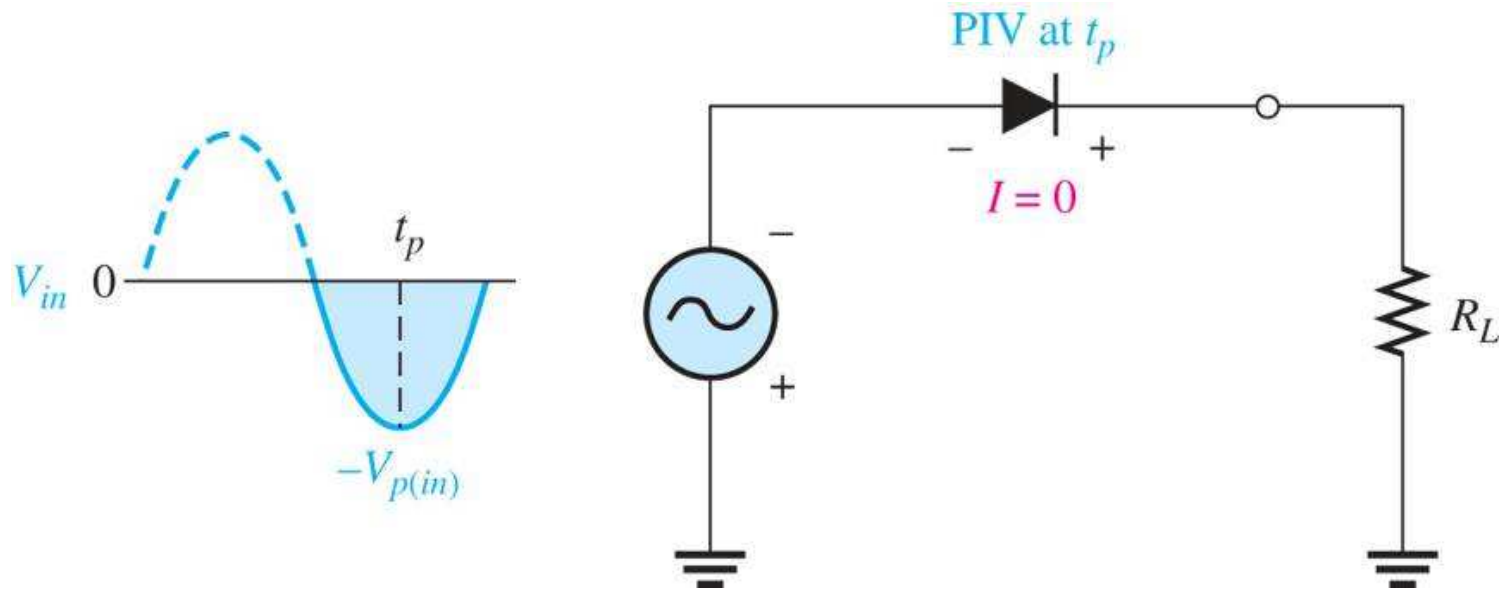 PIV at t_p
− +
I = 0
−
+
t_p
V_in 0
−V_p(in)
R_L